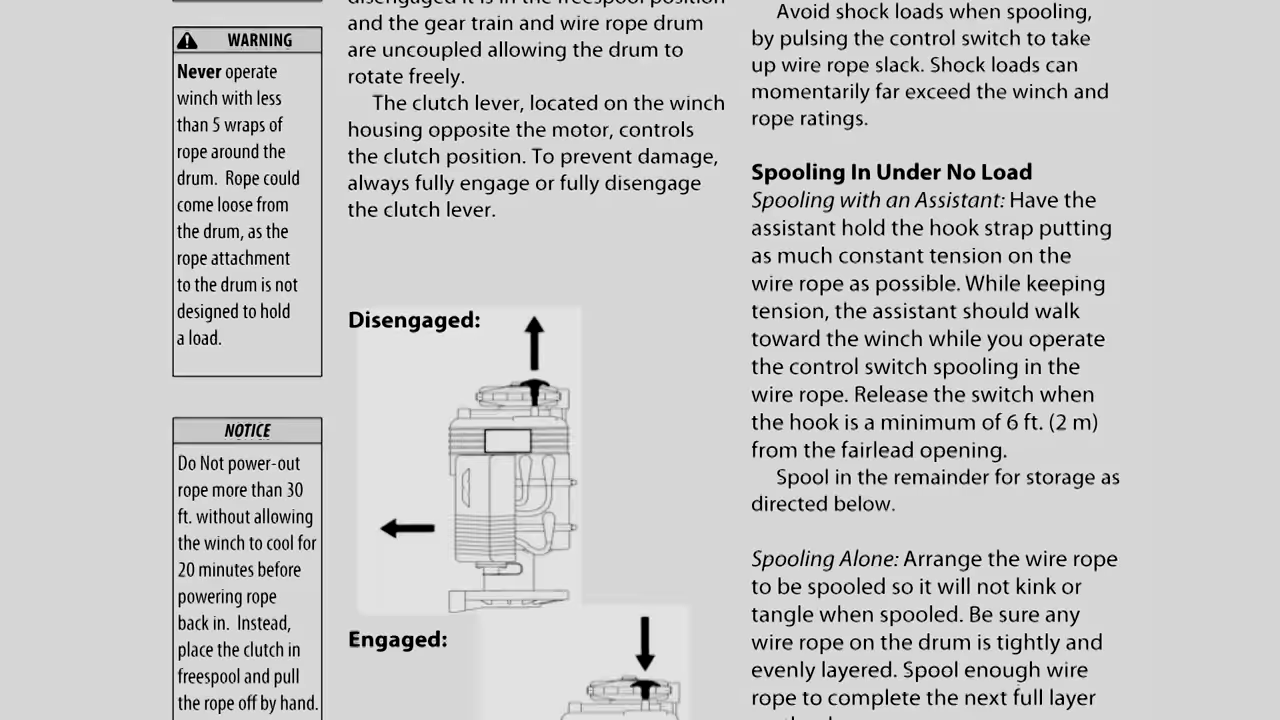 WARNING
Never operate
winch with less
than 5 wraps of
rope around the
drum. Rope could
come loose from
the drum, as the
rope attachment
to the drum is not
designed to hold
a load.
NOTICE
Do Not power-out
rope more than 30
ft. without allowing
the winch to cool for
20 minutes before
powering rope
back in. Instead,
place the clutch in
freespool and pull
the rope off by hand.
disengaged it is in the freespool position
and the gear train and wire rope drum
are uncoupled allowing the drum to
rotate freely.
The clutch lever, located on the winch
housing opposite the motor, controls
the clutch position. To prevent damage,
always fully engage or fully disengage
the clutch lever.
Disengaged:
Engaged:
Avoid shock loads when spooling,
by pulsing the control switch to take
up wire rope slack. Shock loads can
momentarily far exceed the winch and
rope ratings.
Spooling In Under No Load
Spooling with an Assistant: Have the
assistant hold the hook strap putting
as much constant tension on the
wire rope as possible. While keeping
tension, the assistant should walk
toward the winch while you operate
the control switch spooling in the
wire rope. Release the switch when
the hook is a minimum of 6 ft. (2 m)
from the fairlead opening.
Spool in the remainder for storage as
directed below.
Spooling Alone: Arrange the wire rope
to be spooled so it will not kink or
tangle when spooled. Be sure any
wire rope on the drum is tightly and
evenly layered. Spool enough wire
rope to complete the next full layer